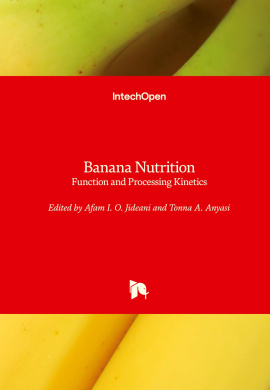 IntechOpen
Banana Nutrition
Function and Processing Kinetics
Edited by Afam I. O. Jideani and Tonna A. Anyasi